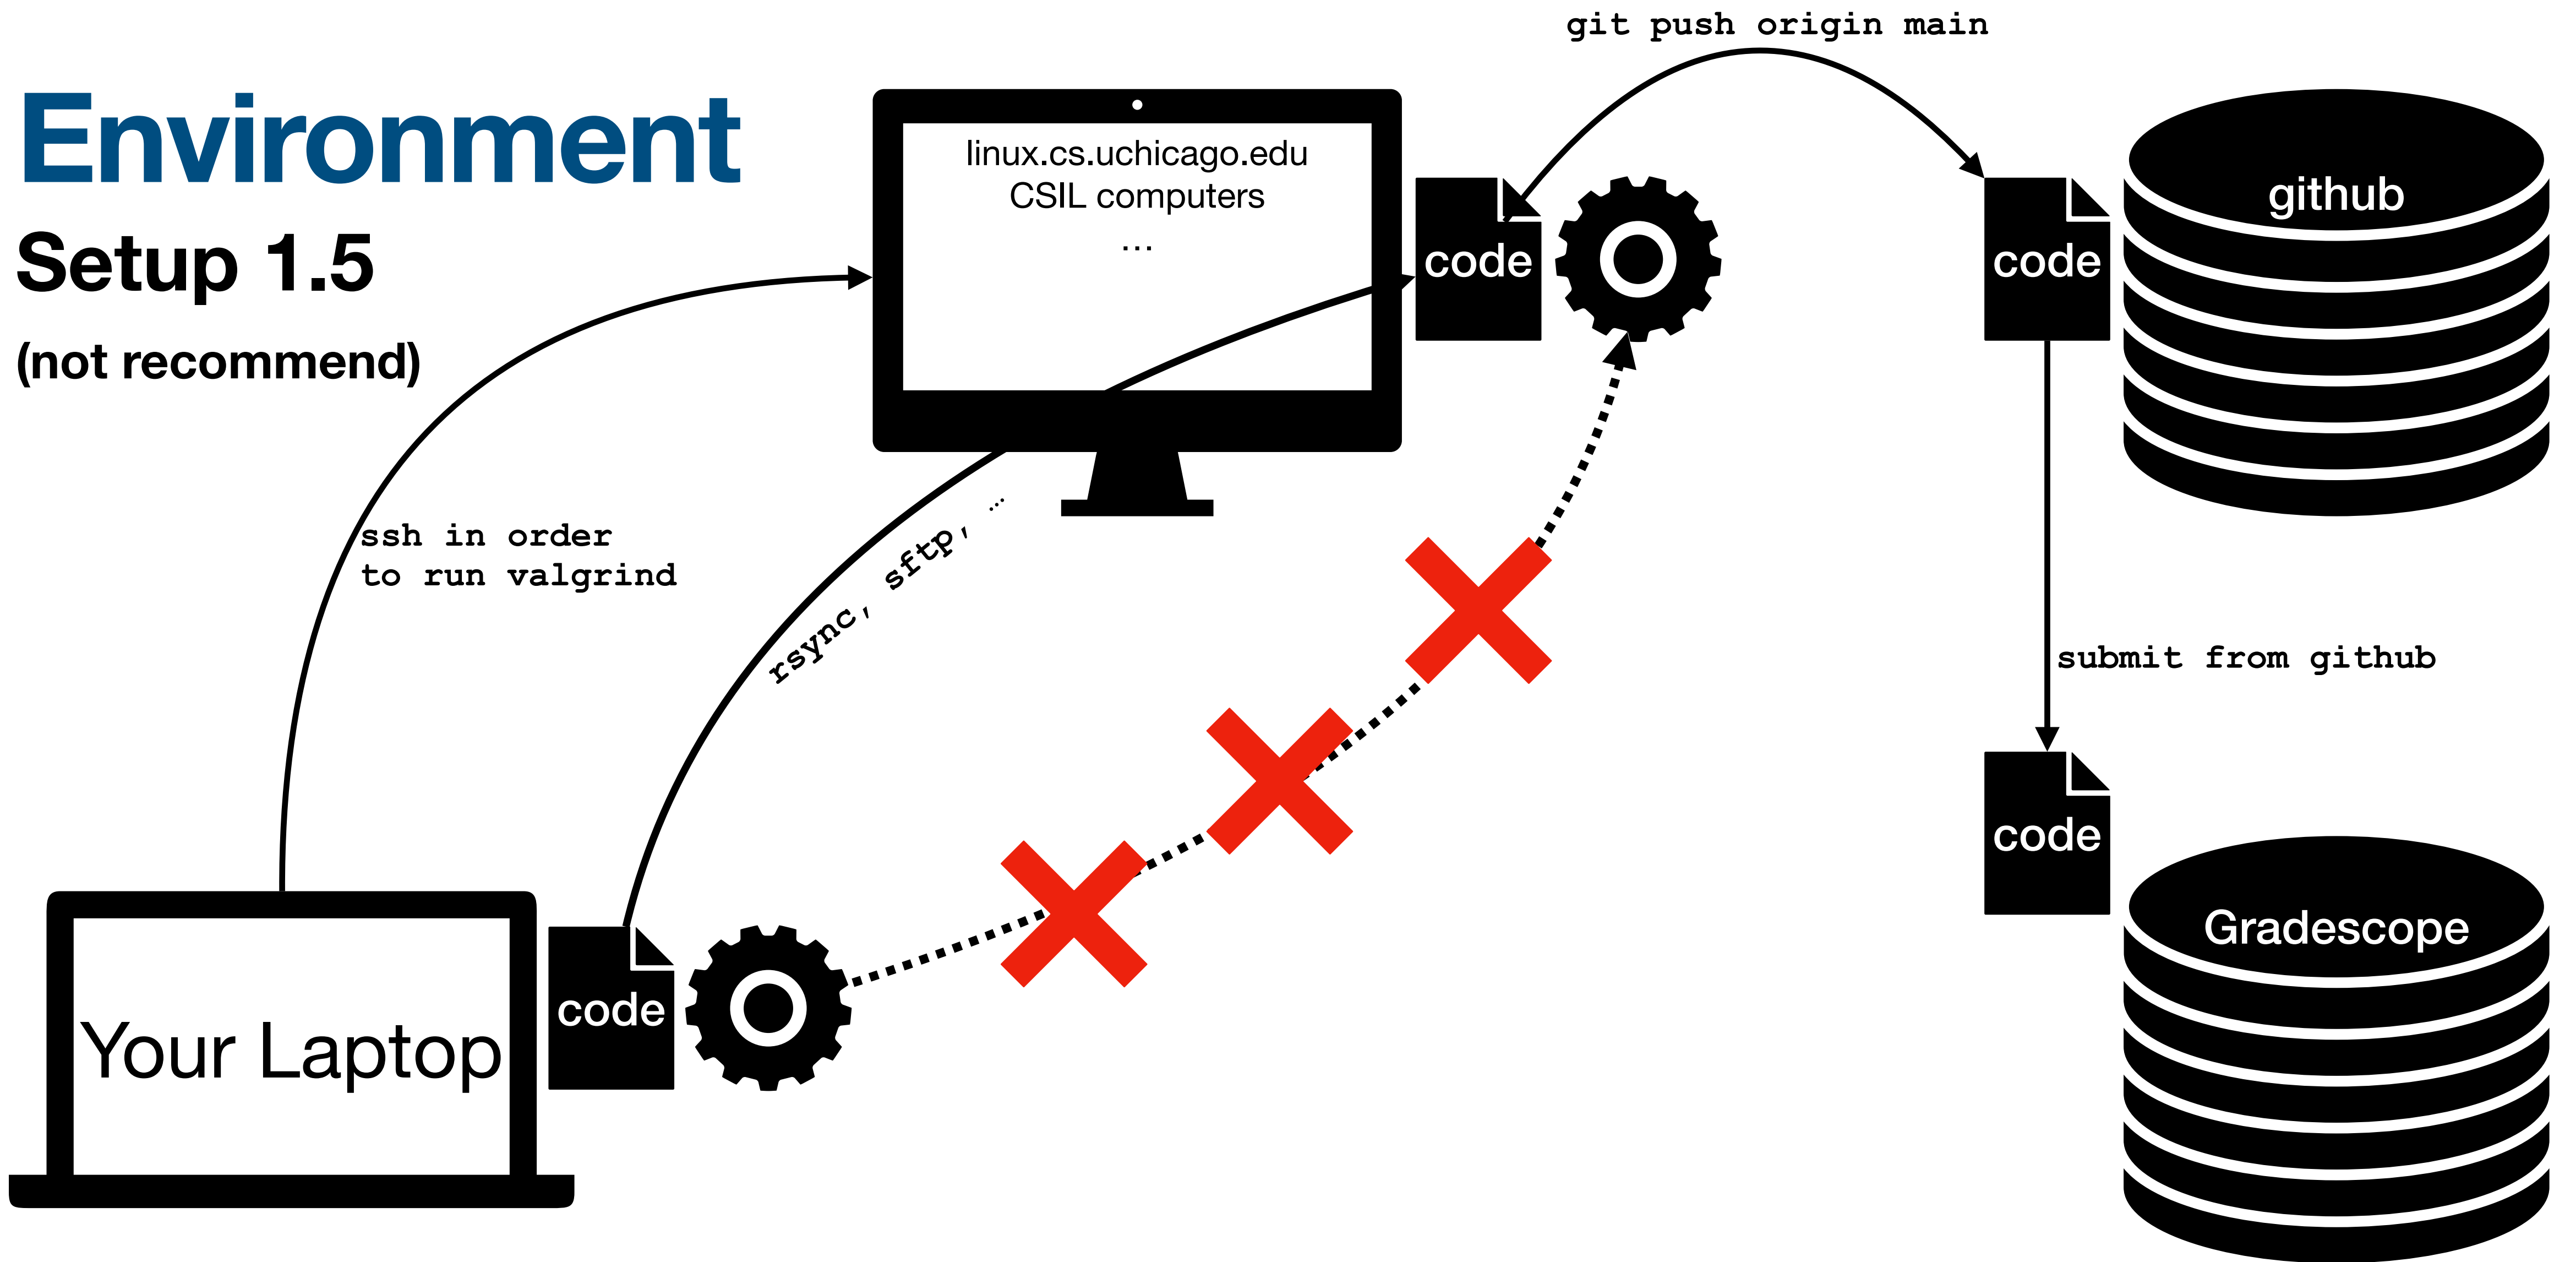 Environment
Setup 1.5
(not recommend)
git push origin main
linux.cs.uchicago.edu
CSIL computers
...
code
code
github
ssh in order
to run valgrind
rsync, sftp, …
submit from github
code
Gradescope
Your Laptop
code